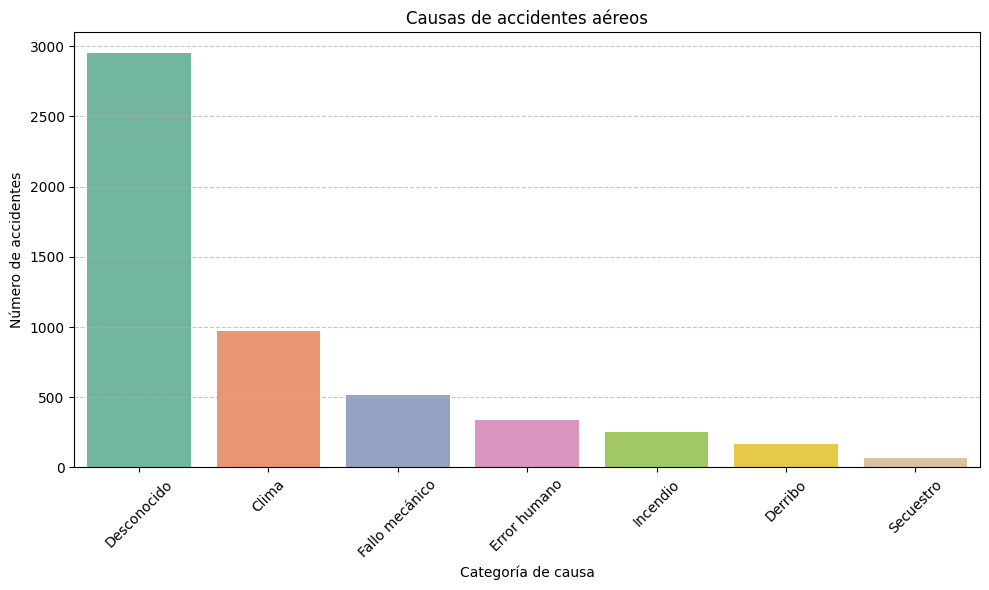 Causas de accidentes aéreos
Número de accidentes
3000
2500
2000
1500
1000
500
0
Desconocido
Clima
Fallo mecánico
Error humano
Incendio
Derribo
Secuestro
Categoría de causa